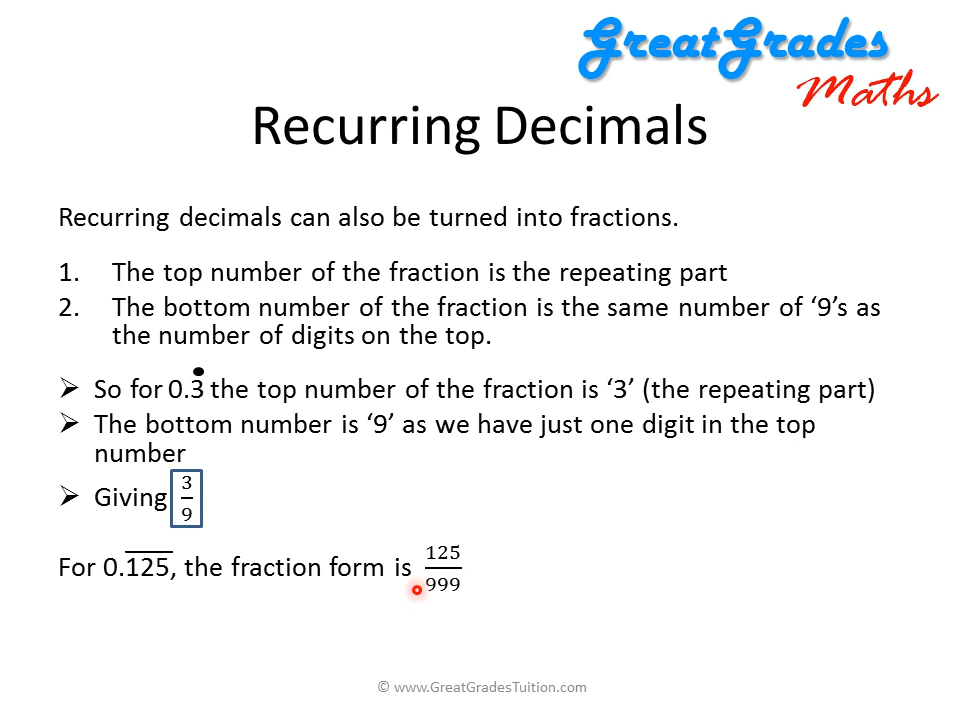 GreatGrades
Maths
Recurring Decimals
Recurring decimals can also be turned into fractions.
1. The top number of the fraction is the repeating part
2. The bottom number of the fraction is the same number of ‘9’s as
the number of digits on the top.
➢ So for 0.3̇ the top number of the fraction is ‘3’ (the repeating part)
➢ The bottom number is ‘9’ as we have just one digit in the top
number
➢ Giving 3/9
For 0.1̅2̅5̅, the fraction form is 125/999
© www.GreatGradesTuition.com